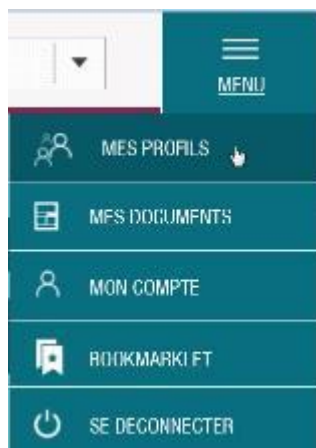 MENU
MES PROFILS
MES DOCUMENTS
MON COMPTE
BOOKMARKLET
SE DECONNECTER